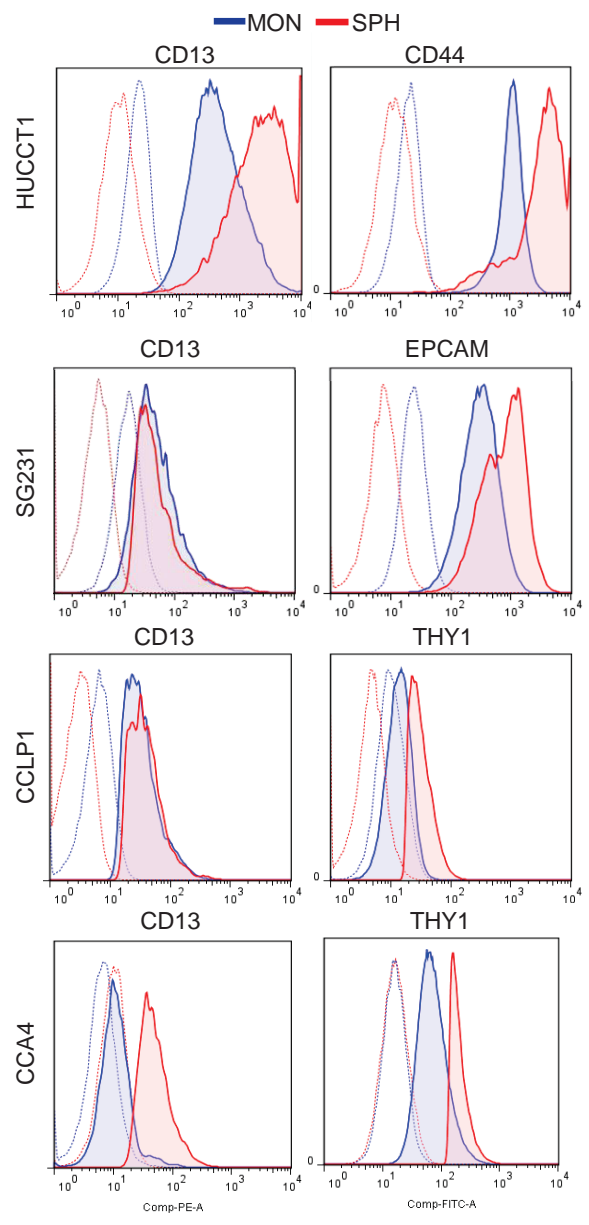 MON SPH
CD13 CD44
HUCCT1
10^0 10^1 10^2 10^3 10^4
0
10^0 10^1 10^2 10^3 10^4
CD13 EPCAM
SG231
10^0 10^1 10^2 10^3 10^4
0
10^0 10^1 10^2 10^3 10^4
CD13 THY1
CCLP1
10^0 10^1 10^2 10^3 10^4
0
10^0 10^1 10^2 10^3 10^4
CD13 THY1
CCA4
10^0 10^1 10^2 10^3 10^4
0
10^0 10^1 10^2 10^3 10^4
Comp-PE-A Comp-FITC-A